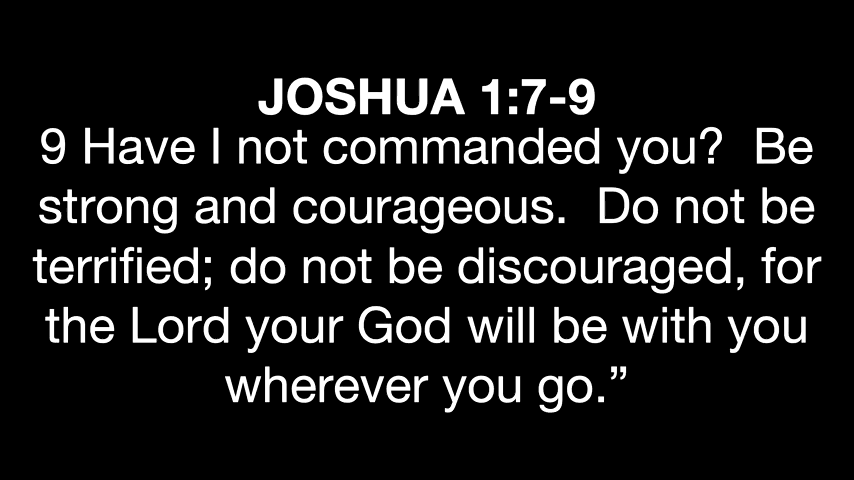 JOSHUA 1:7-9
9 Have I not commanded you?  Be
strong and courageous.  Do not be
terrified; do not be discouraged, for
the Lord your God will be with you
wherever you go.”